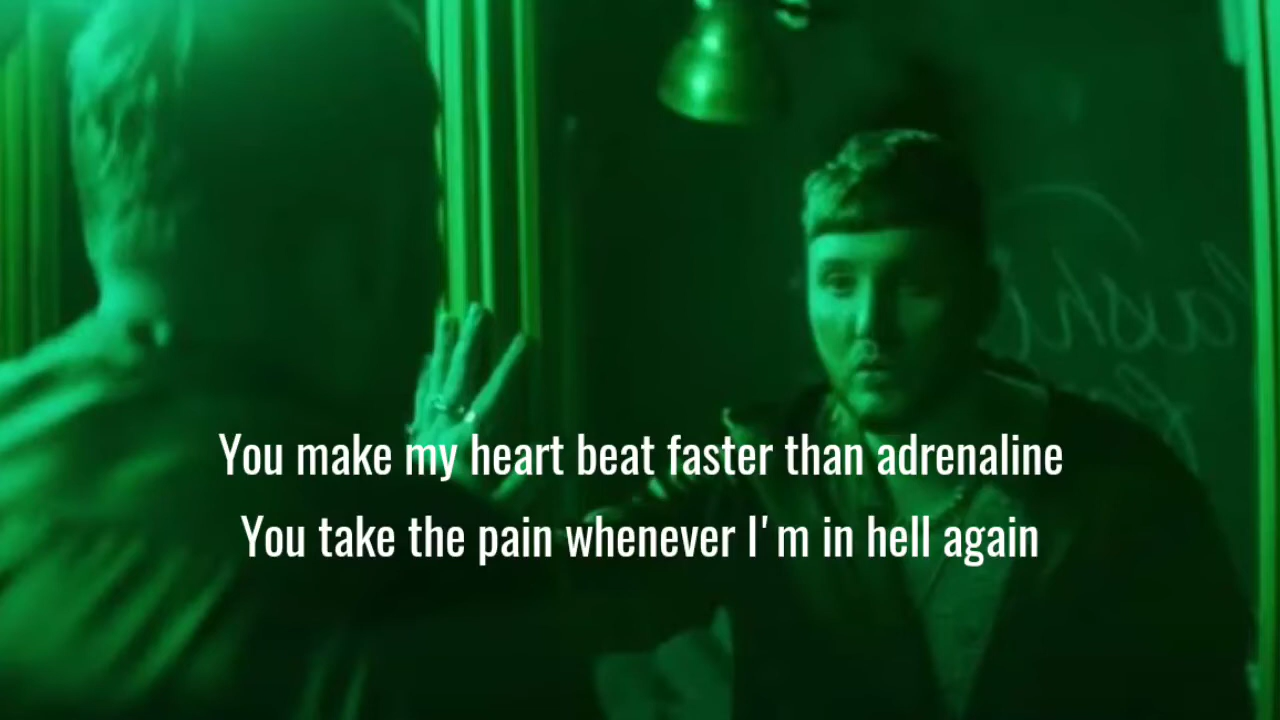 You make my heart beat faster than adrenaline
You take the pain whenever I'm in hell again